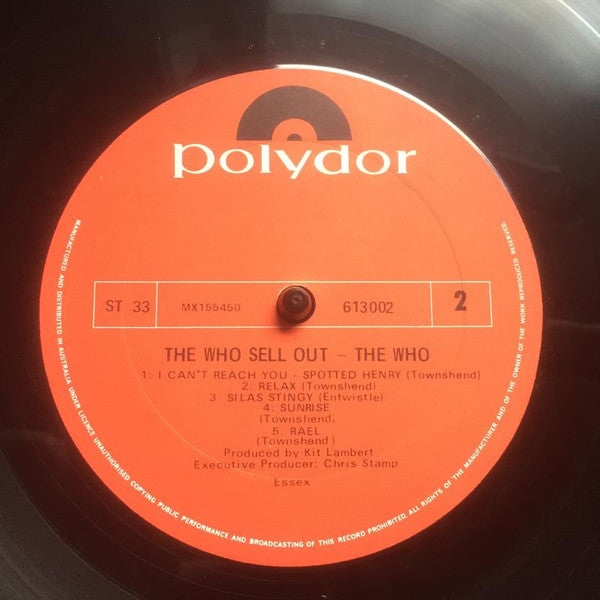 polydor
ST 33 MX155450 613002 2
THE WHO SELL OUT – THE WHO
1: I CAN'T REACH YOU - SPOTTED HENRY (Townshend)
2. RELAX (Townshend)
3 SILAS STINGY (Entwistle)
4: SUNRISE
(Townshend,
5. RAEL
(Townshend)
Produced by Kit Lambert
Executive Producer: Chris Stamp
Essex
MANUFACTURED AND DISTRIBUTED IN AUSTRALIA UNDER LICENCE UNAUTHORISED COPYING PUBLIC PERFORMANCE AND BROADCASTING OF THIS RECORD PROHIBITED ALL RIGHTS OF THE MANUFACTURER AND OF THE OWNER OF THE WORK REPRODUCED RESERVED.